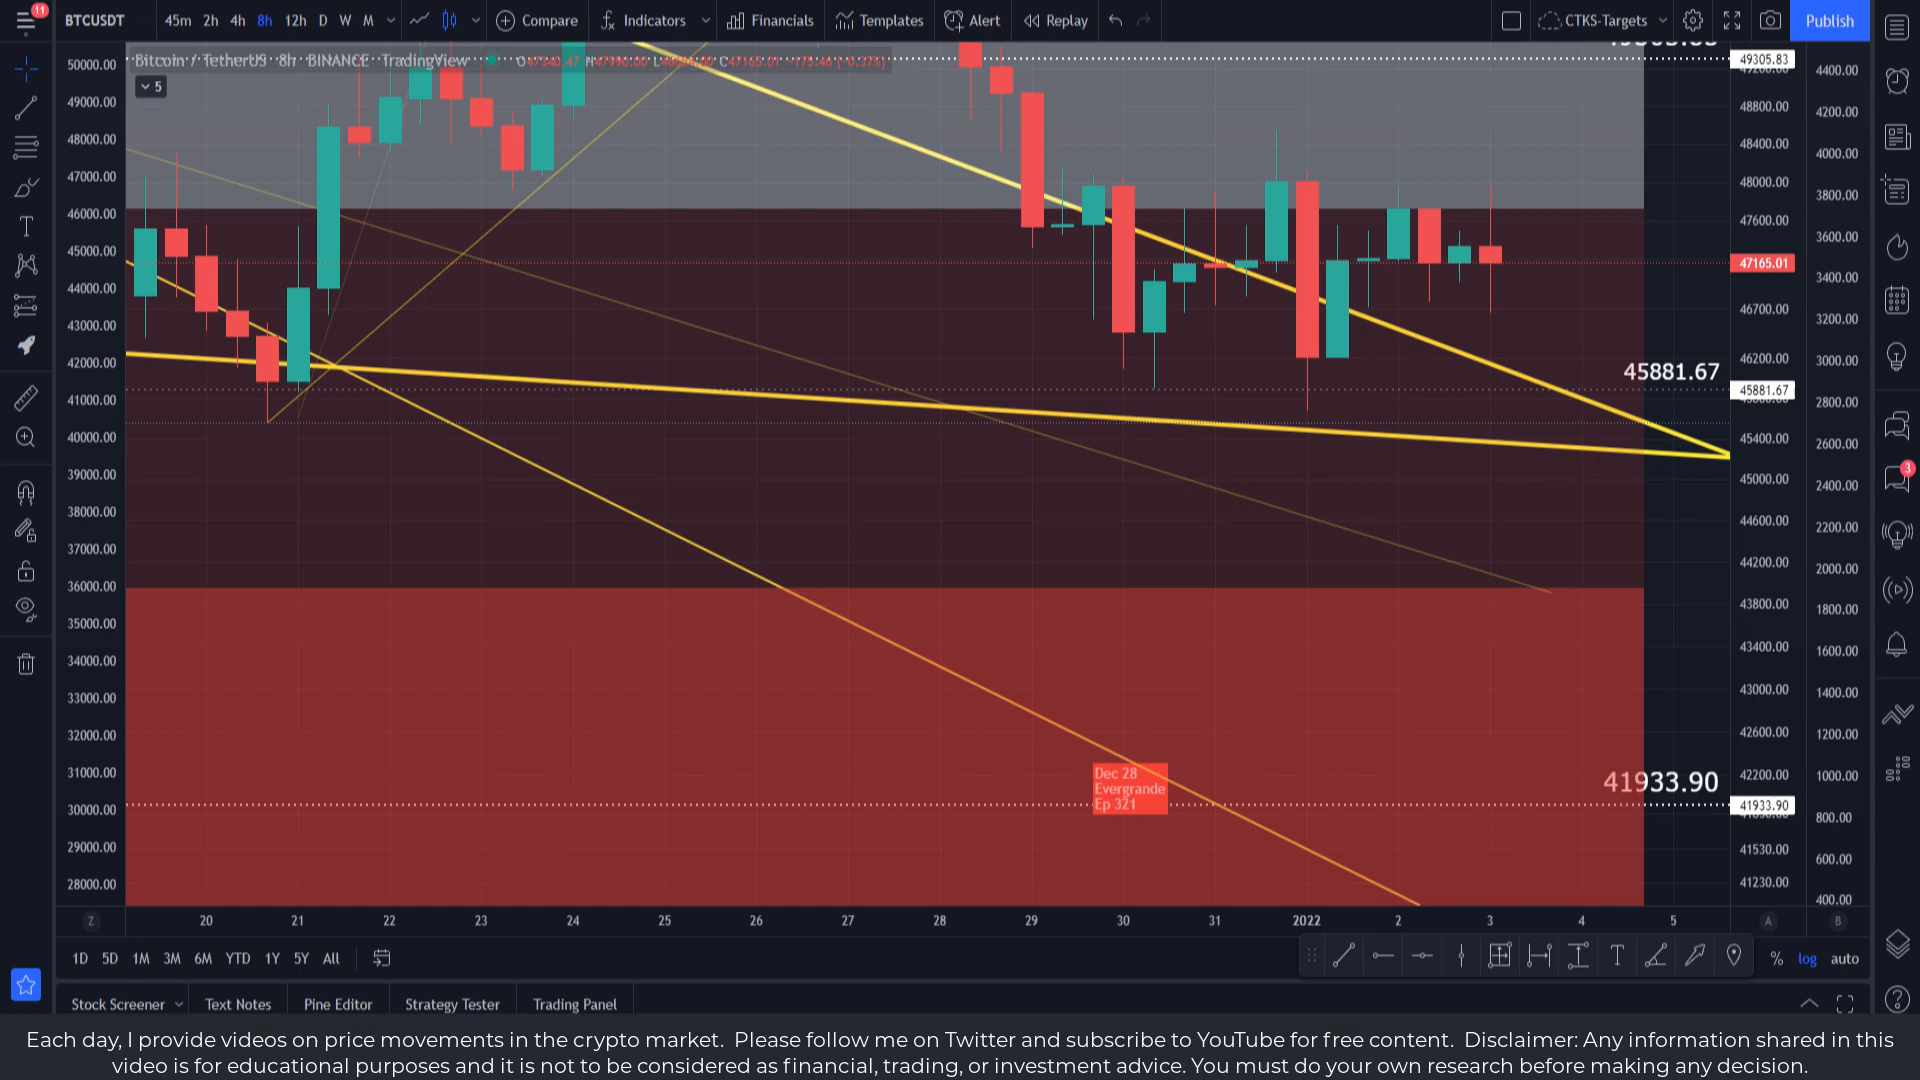 11
BTCUSDT
45m 2h 4h 8h 12h D W M
Compare
Indicators
Financials
Templates
Alert
Replay
CTKS-Targets
Publish
Bitcoin / TetherUS 8h BINANCE TradingView
C47165.01 −175.46 (−0.37%)
5
50000.00
49000.00
48000.00
47000.00
46000.00
45000.00
44000.00
43000.00
42000.00
41000.00
40000.00
39000.00
38000.00
37000.00
36000.00
35000.00
34000.00
33000.00
32000.00
31000.00
30000.00
29000.00
28000.00
45881.67
41933.90
Dec 28
Evergrande
Ep 321
49305.83
48800.00
48400.00
48000.00
47600.00
47165.01
46700.00
46200.00
45881.67
45400.00
45000.00
44600.00
44200.00
43800.00
43400.00
43000.00
42600.00
42200.00
41933.90
41530.00
41230.00
4400.00
4200.00
4000.00
3800.00
3600.00
3400.00
3200.00
3000.00
2800.00
2600.00
2400.00
2200.00
2000.00
1800.00
1600.00
1400.00
1200.00
1000.00
800.00
600.00
400.00
3
Z 20 21 22 23 24 25 26 27 28 29 30 31 2022 2 3 4 5 A B
1D 5D 1M 3M 6M YTD 1Y 5Y All
% log auto
Stock Screener
Text Notes
Pine Editor
Strategy Tester
Trading Panel
Each day, I provide videos on price movements in the crypto market. Please follow me on Twitter and subscribe to YouTube for free content. Disclaimer: Any information shared in this
video is for educational purposes and it is not to be considered as financial, trading, or investment advice. You must do your own research before making any decision.